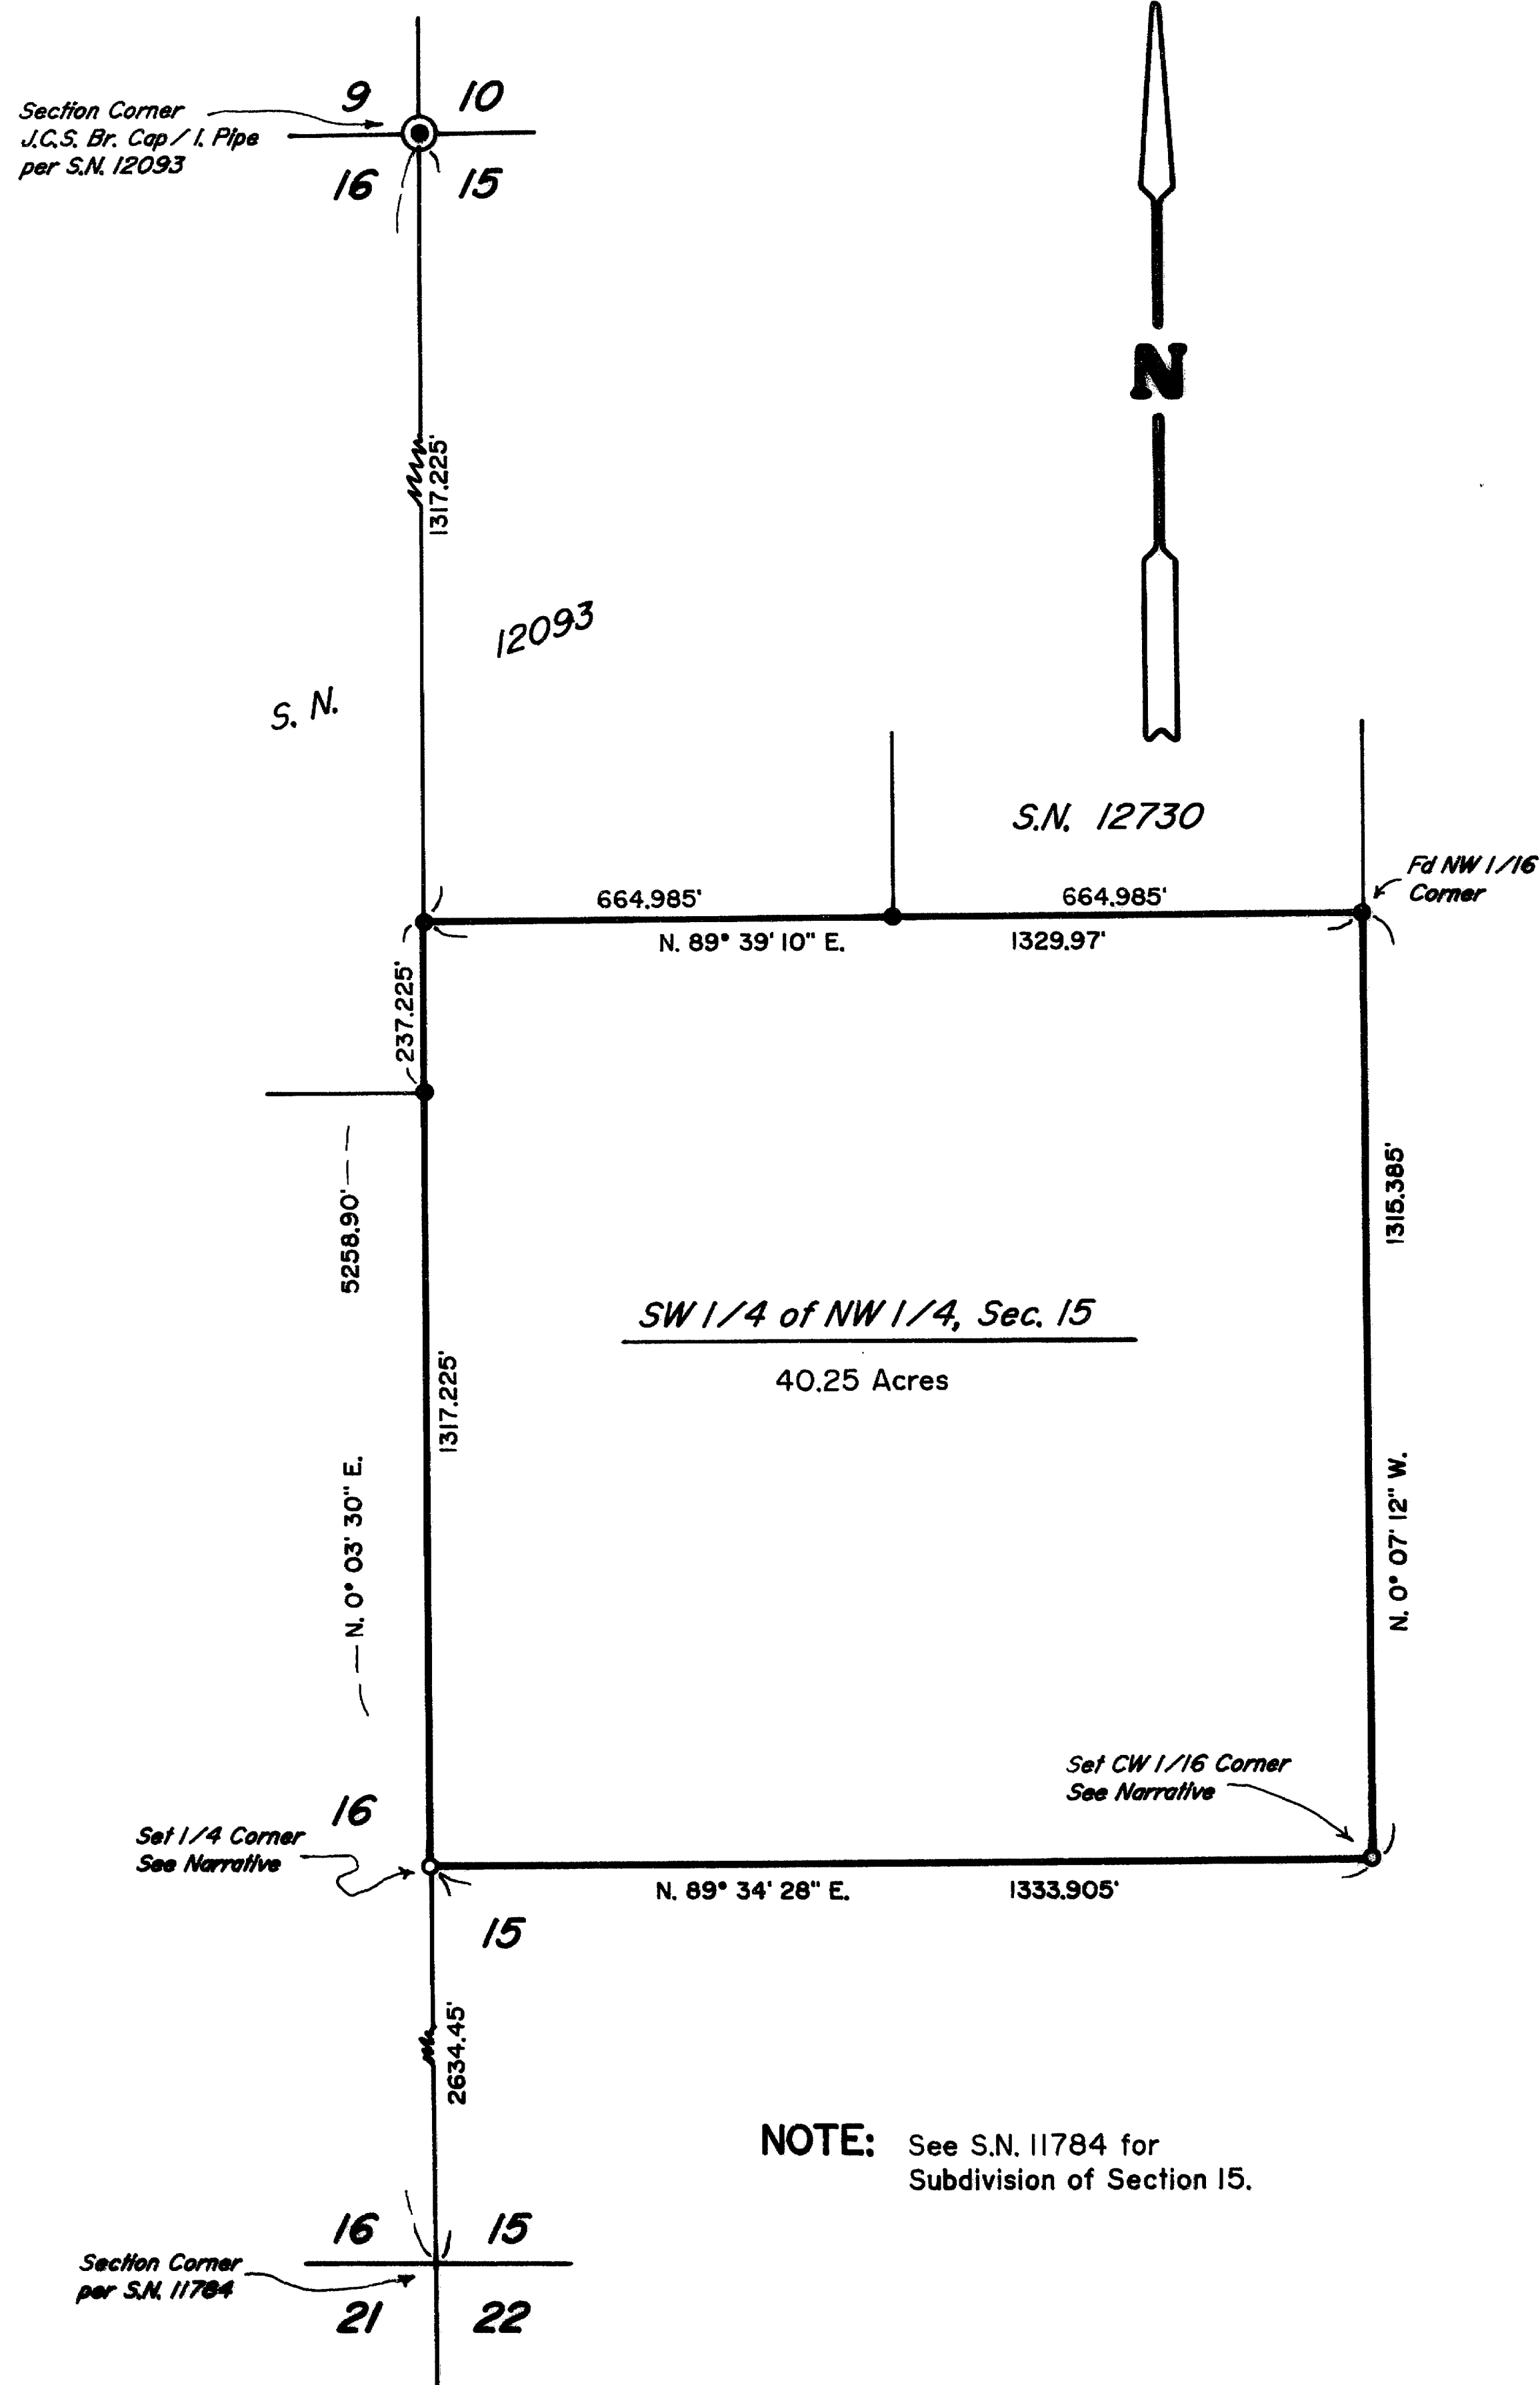 9 10
Section Corner
J.C.S. Br. Cap / I. Pipe
per S.N. 12093
16 15
N
1317.225'
12093
S. N.
S.N. 12730
Fd NW 1/16
Corner
664.985' 664.985'
N. 89° 39' 10" E. 1329.97'
237.225'
5258.90'
1315.385'
SW 1/4 of NW 1/4, Sec. 15
40.25 Acres
1317.225'
N. 0° 03' 30" E.
N. 0° 07' 12" W.
Set CW 1/16 Corner
See Narrative
16
Set 1/4 Corner
See Narrative
N. 89° 34' 28" E. 1333.905'
15
2634.45'
NOTE: See S.N. 11784 for
Subdivision of Section 15.
16 15
Section Corner
per S.N. 11784
21 22